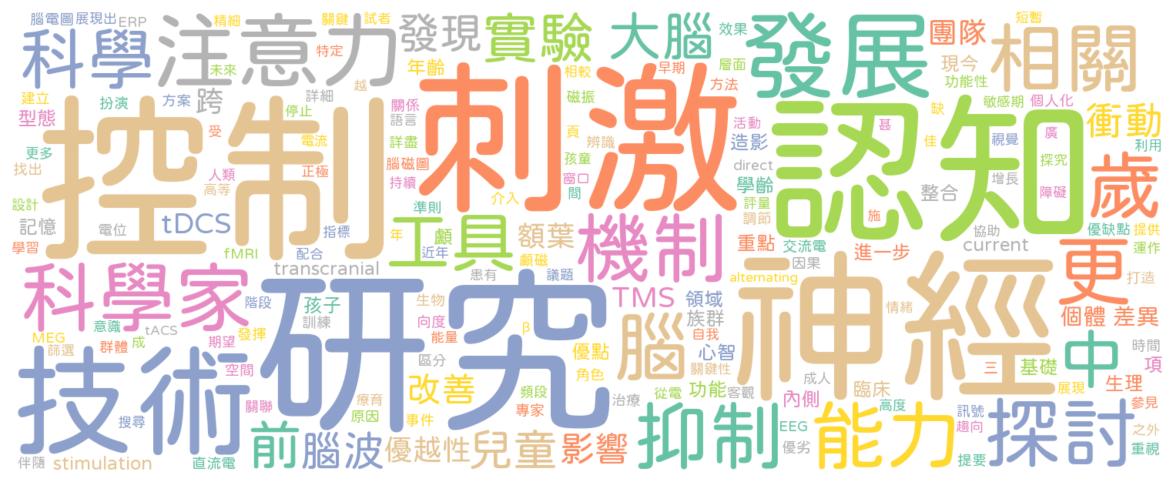 腦電圖 展現出 ERP 精細 關鍵 試者 短暫
科學 注意力 發現 實驗 大腦 效果 發展 團隊 相關
特定 層面 現今
未來 年齡 相較 早期 方法 功能性
建立 扮演 方案 跨 詳細 越 刺激 磁振 缺 敏感期 個人化
型態 控制 停止 關係 語言 活動 認知 甚 廣 衝動
受 電流 詳盡 頁 辨識 造影 佳 視覺 利用
更多 腦磁圖 孩童 探究
找出 人類 正極 持續 窗口 direct 增長 障礙 歲
高等 介入 間 學齡 整合
設計 準則 評量
記憶 電位 tDCS 指標 年 工具 顱 額葉 機制 調節 施 協助 優缺點 提供
學習 fMRI 配合 近年 顳磁 重點 交流電 進一步 current 運作
科學家 transcranial 患有 議題 因果 更
alternating 打造
階段 研究 孩子 生物 TMS 領域 神經
訓練 向度 能量 腦 族群 情緒 個體 差異
MEG 意識 tACS 發揮 β 自我
篩選 群體 成 期望 區分 優點 心智 三 基礎 中 時間
技術 空間 角色 關鍵性 項
改善 頻段 從電 功能 客觀 成人 臨床 展現 生理
關聯 療育 內側 參見
搜尋 原因 事件 專家 治療 高度 訊號
前 腦波 優越性 兒童 影響 抑制 EEG 能力 趨向 探討 之外
伴隨 stimulation 直流電 優劣 提要 重視